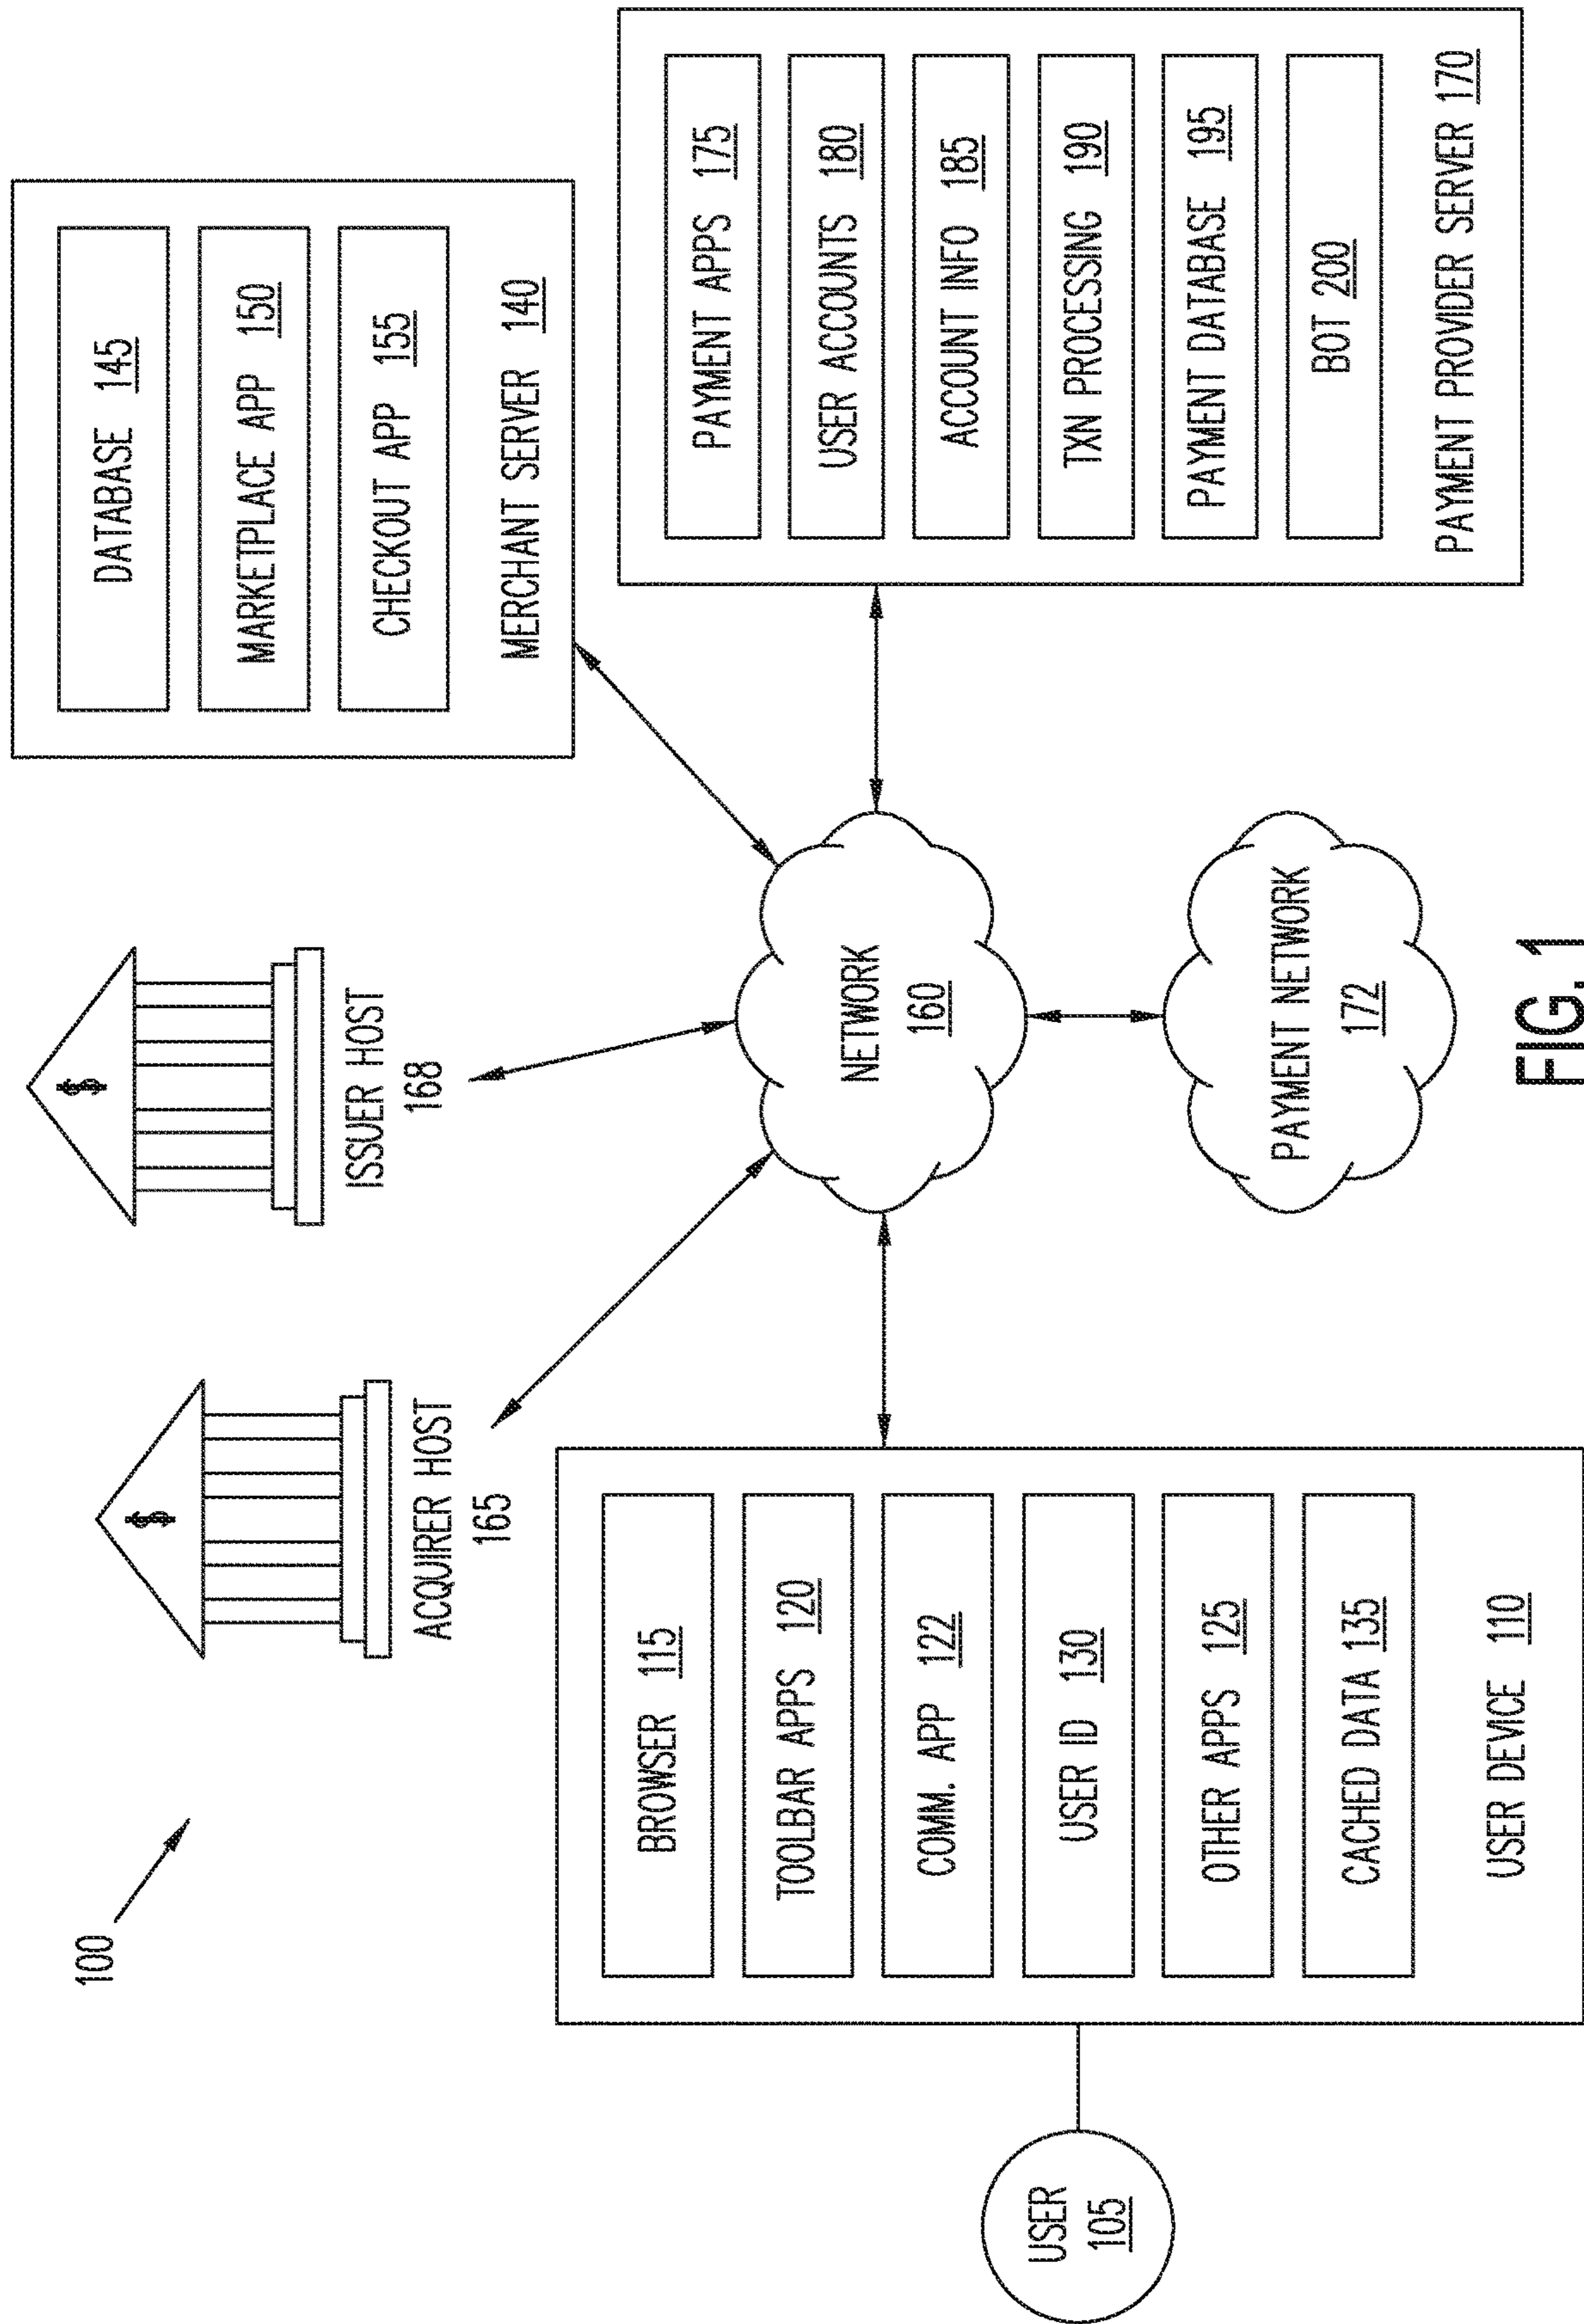 100
USER
105
BROWSER 115
TOOLBAR APPS 120
COMM. APP 122
USER ID 130
OTHER APPS 125
CACHED DATA 135
USER DEVICE 110
$
ACQUIRER HOST
165
$
ISSUER HOST
168
NETWORK
160
PAYMENT NETWORK
172
DATABASE 145
MARKETPLACE APP 150
CHECKOUT APP 155
MERCHANT SERVER 140
PAYMENT APPS 175
USER ACCOUNTS 180
ACCOUNT INFO 185
TXN PROCESSING 190
PAYMENT DATABASE 195
BOT 200
PAYMENT PROVIDER SERVER 170
FIG. 1